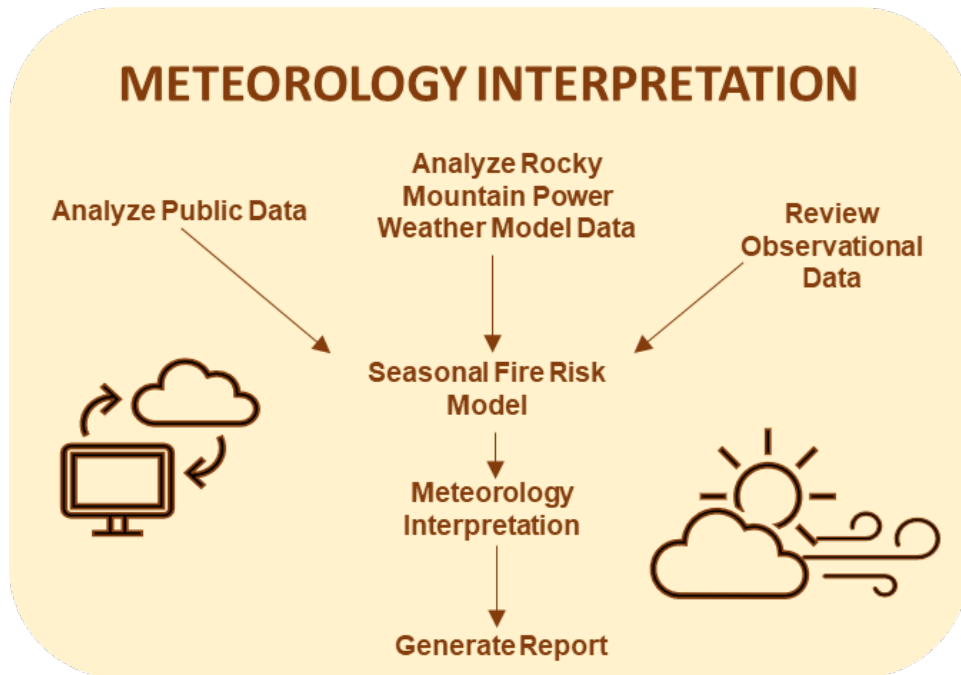 METEOROLOGY INTERPRETATION
Analyze Public Data
Analyze Rocky
Mountain Power
Weather Model Data
Review
Observational
Data
Seasonal Fire Risk
Model
Meteorology
Interpretation
Generate Report